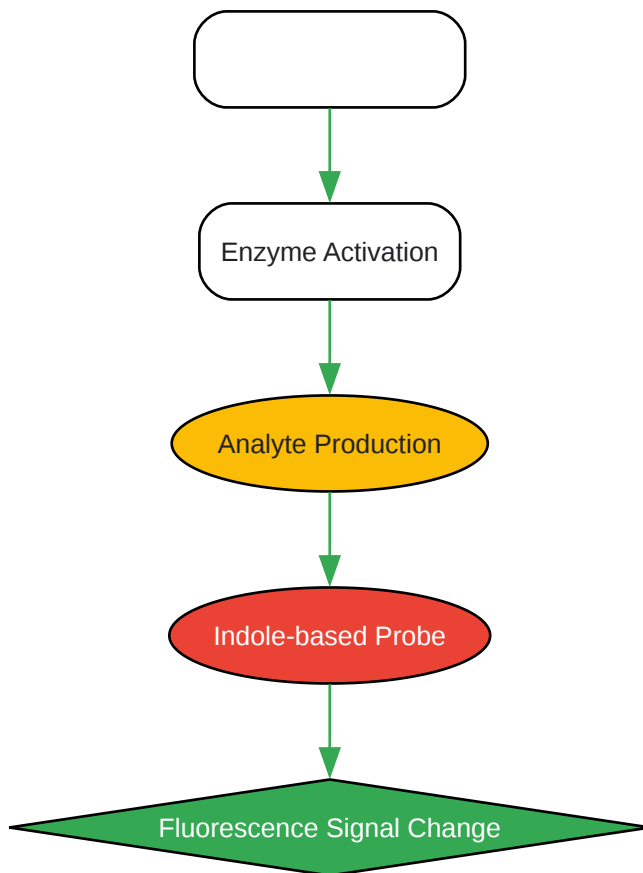 Enzyme Activation
Analyte Production
Indole-based Probe
Fluorescence Signal Change